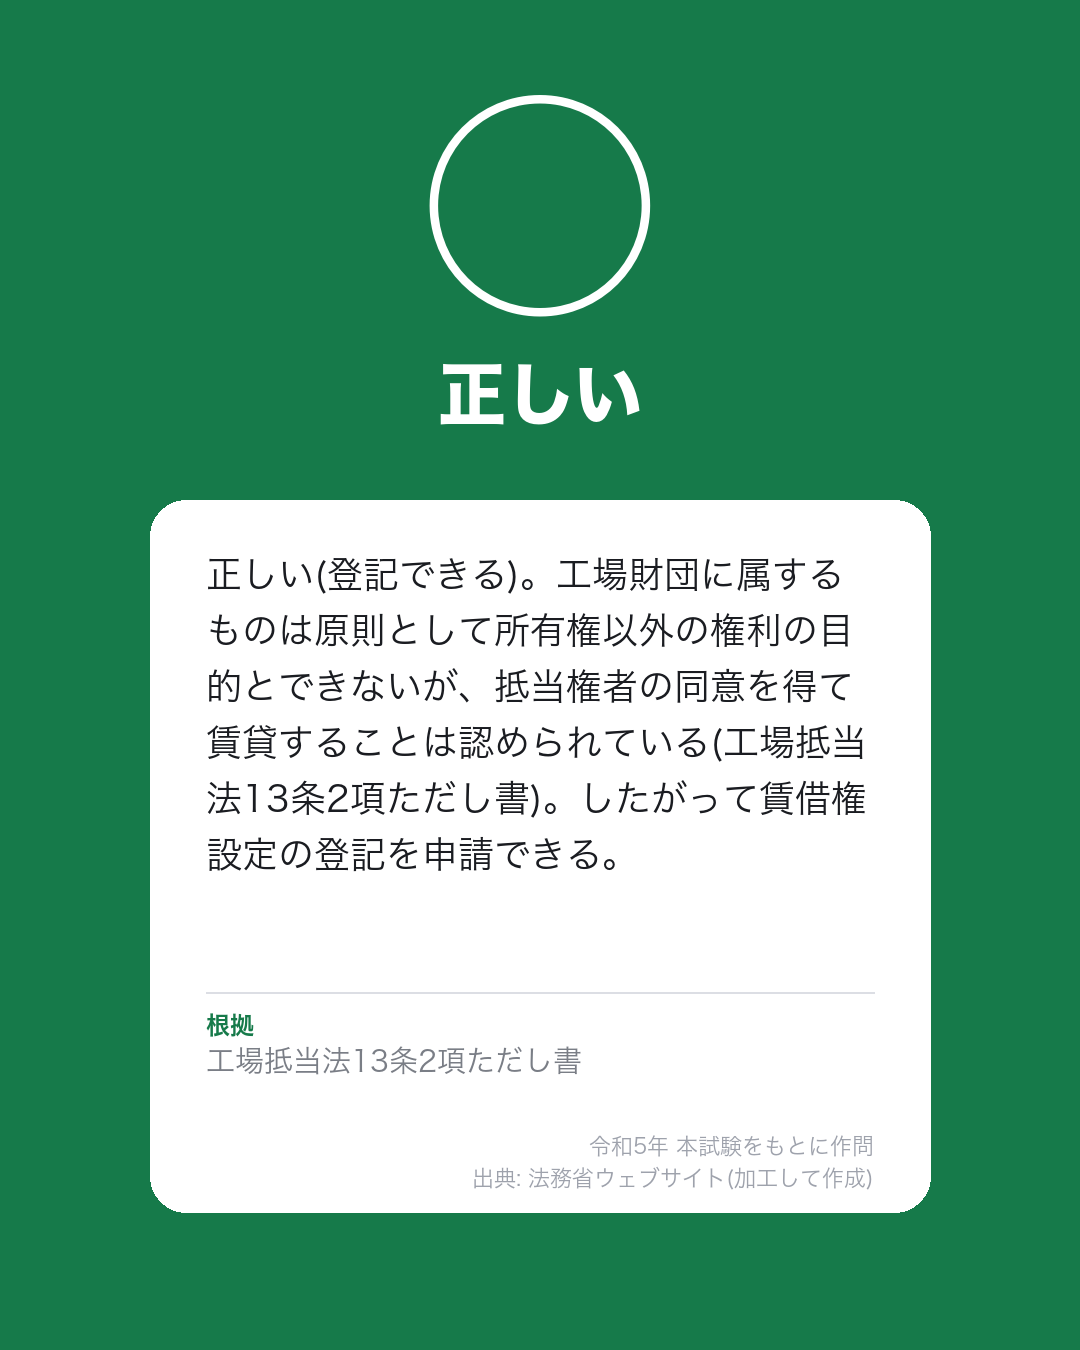 正しい
正しい(登記できる)。工場財団に属する
ものは原則として所有権以外の権利の目
的とできないが、抵当権者の同意を得て
賃貸することは認められている(工場抵当
法13条2項ただし書)。したがって賃借権
設定の登記を申請できる。
根拠
工場抵当法13条2項ただし書
令和5年 本試験をもとに作問
出典: 法務省ウェブサイト(加工して作成)